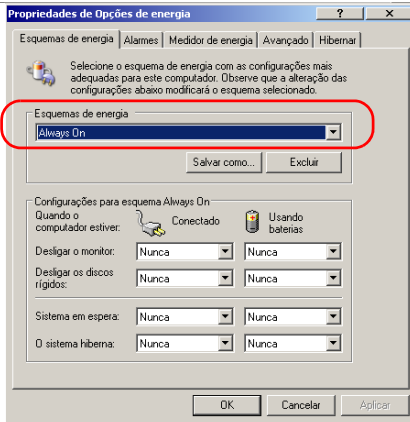 Propriedades de Opções de energia
Esquemas de energia Alarmes Medidor de energia Avançado Hibernar
Selecione o esquema de energia com as configurações mais
adequadas para este computador. Observe que a alteração das
configurações abaixo modificará o esquema selecionado.
Esquemas de energia
Always On
Salvar como... Excluir
Configurações para esquema Always On
Quando o
computador estiver: Conectado Usando
baterias
Desligar o monitor: Nunca Nunca
Desligar os discos
rígidos: Nunca Nunca
Sistema em espera: Nunca Nunca
O sistema hiberna: Nunca Nunca
OK Cancelar Aplicar